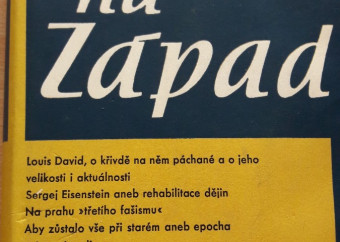 na
Západ
Louis David, o křivdě na něm páchané a o jeho
velikosti i aktuálnosti
Sergej Eisenstein aneb rehabilitace dějin
Na prahu ›třetího fašismu‹
Aby zůstalo vše při starém aneb epocha